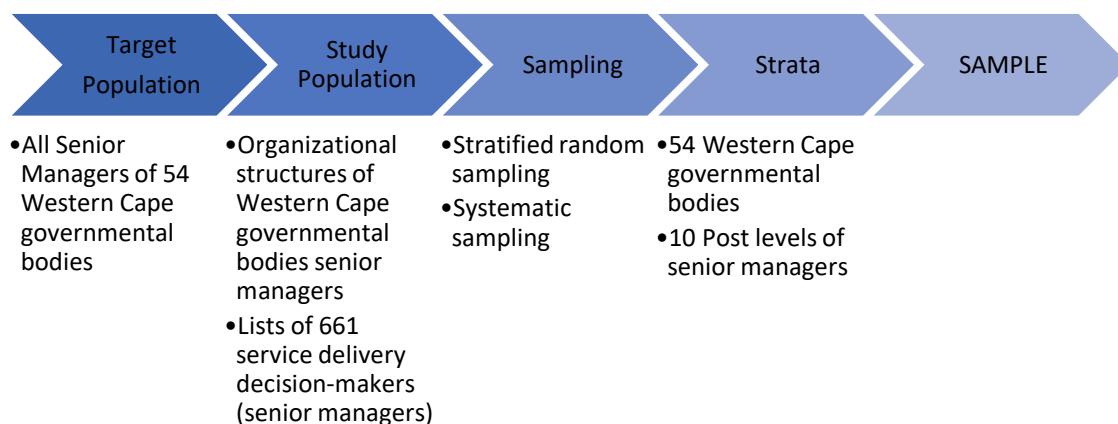 Target
Population
Study
Population
Sampling
Strata
SAMPLE
•All Senior
Managers of 54
Western Cape
governmental
bodies
•Organizational
structures of
Western Cape
governmental
bodies senior
managers
•Lists of 661
service delivery
decision-makers
(senior managers)
•Stratified random
sampling
•Systematic
sampling
•54 Western Cape
governmental
bodies
•10 Post levels of
senior managers